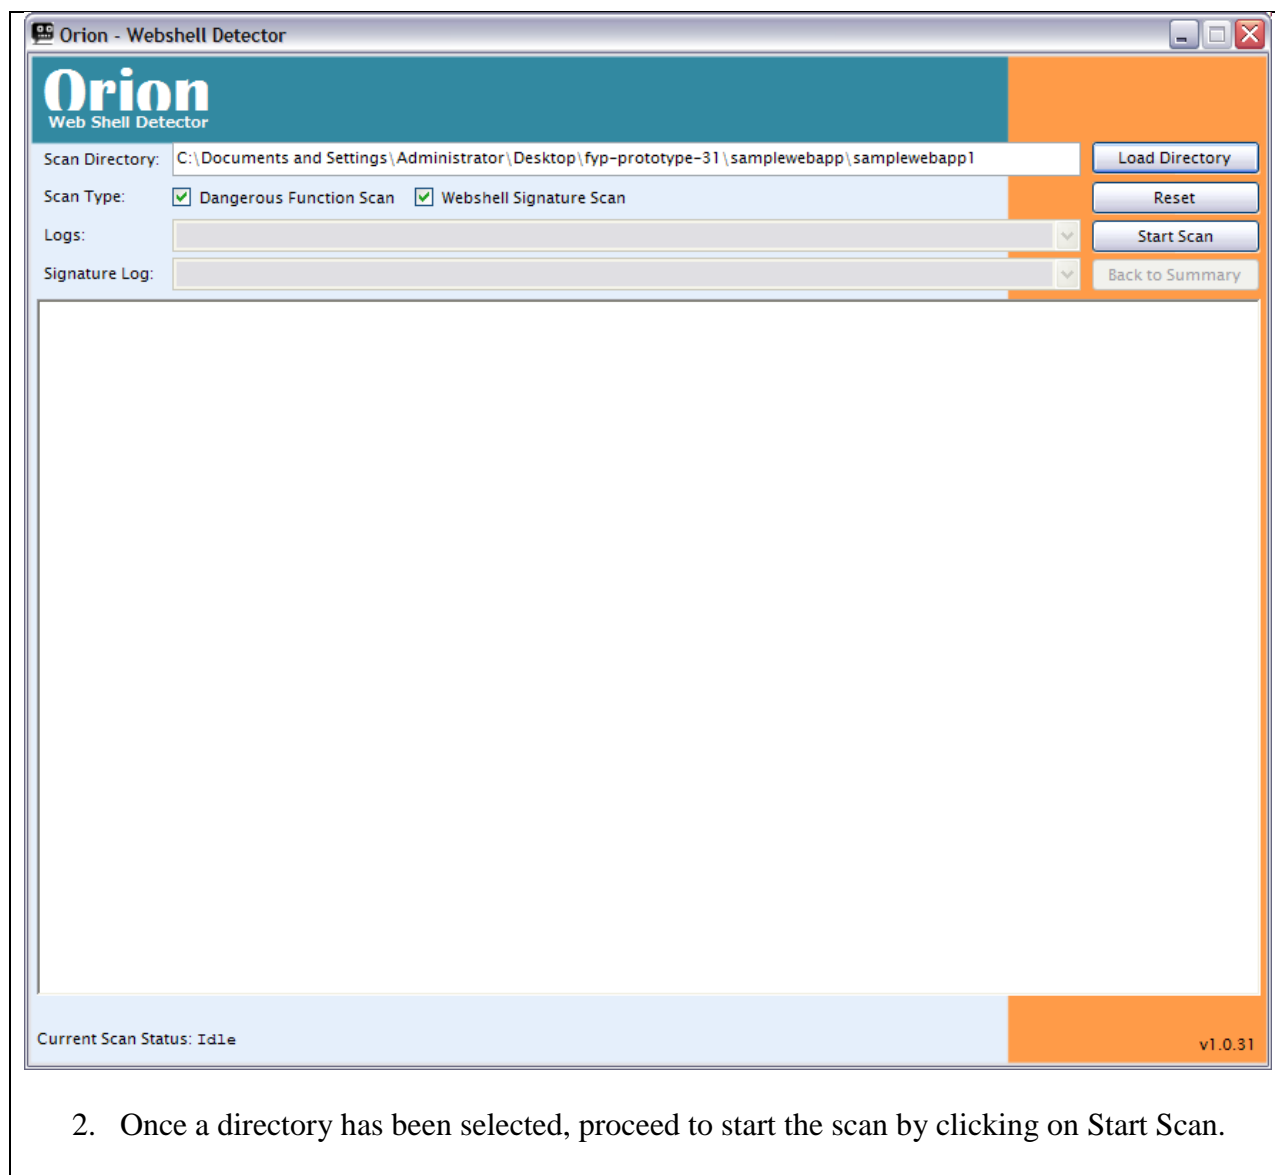 Orion - Webshell Detector
Orion
Web Shell Detector
Scan Directory: C:\Documents and Settings\Administrator\Desktop\fyp-prototype-31\samplewebapp\samplewebapp1 Load Directory
Scan Type: Dangerous Function Scan Webshell Signature Scan Reset
Logs: Start Scan
Signature Log: Back to Summary
Current Scan Status: Idle
v1.0.31
2. Once a directory has been selected, proceed to start the scan by clicking on Start Scan.